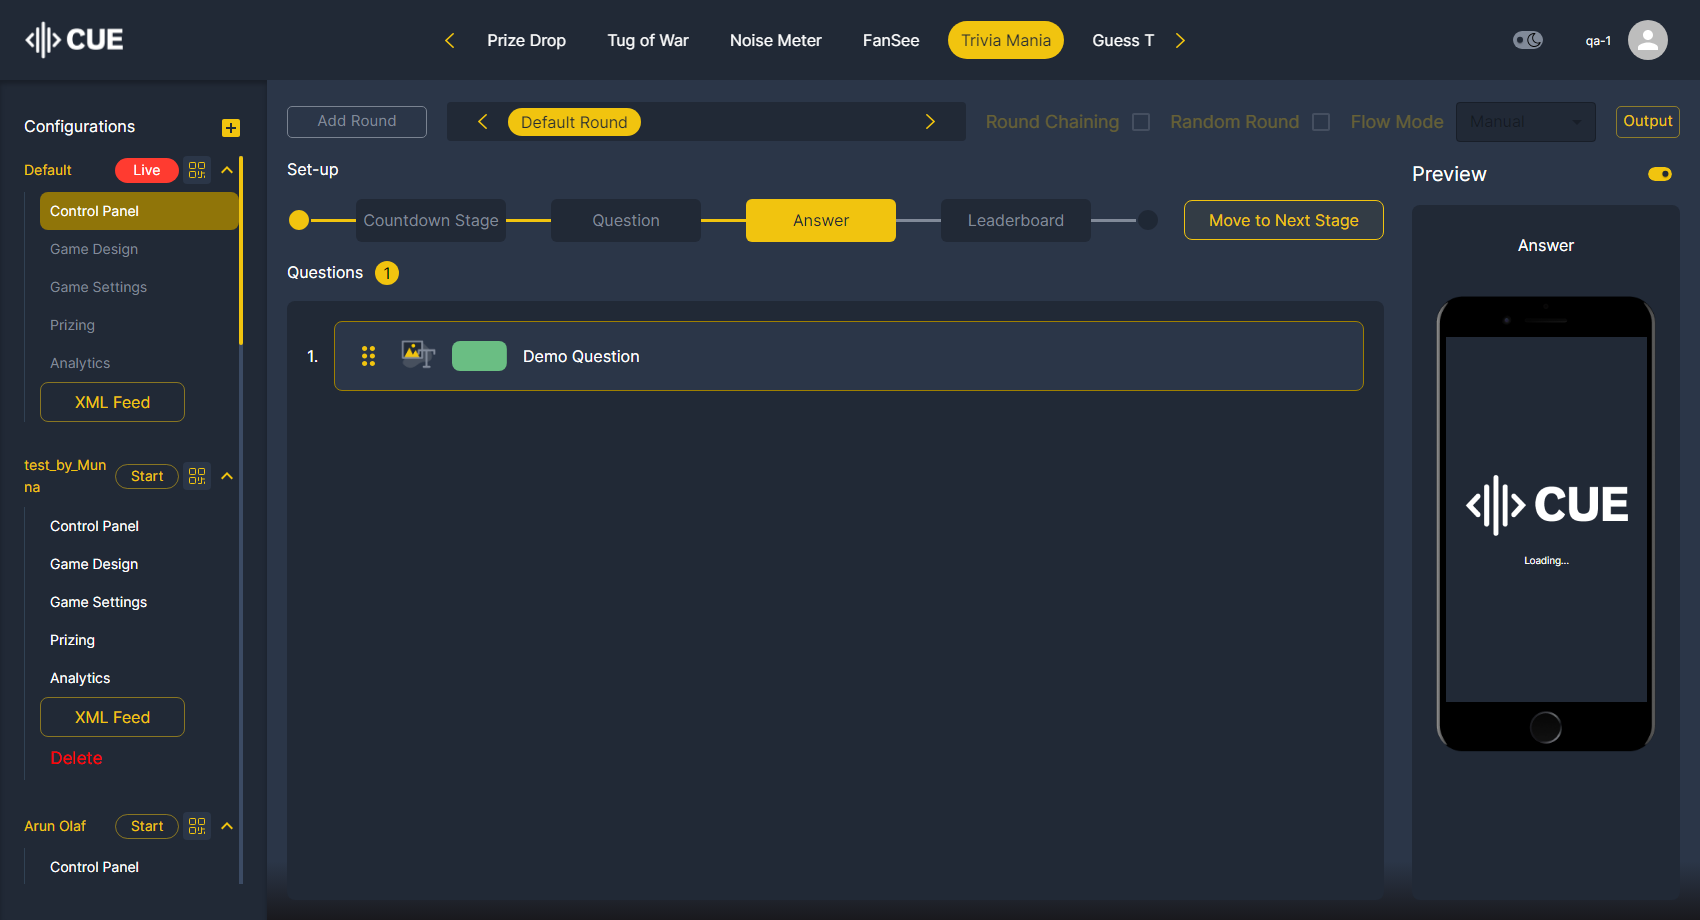 CUE
Prize Drop
Tug of War
Noise Meter
FanSee
Trivia Mania
Guess T
qa-1
Configurations
Default
Live
Control Panel
Game Design
Game Settings
Prizing
Analytics
XML Feed
test_by_Mun
na
Start
Control Panel
Game Design
Game Settings
Prizing
Analytics
XML Feed
Delete
Arun Olaf
Start
Control Panel
Add Round
Default Round
Round Chaining
Random Round
Flow Mode
Manual
Output
Set-up
Countdown Stage
Question
Answer
Leaderboard
Move to Next Stage
Questions 1
1. Demo Question
Preview
Answer
CUE
Loading...